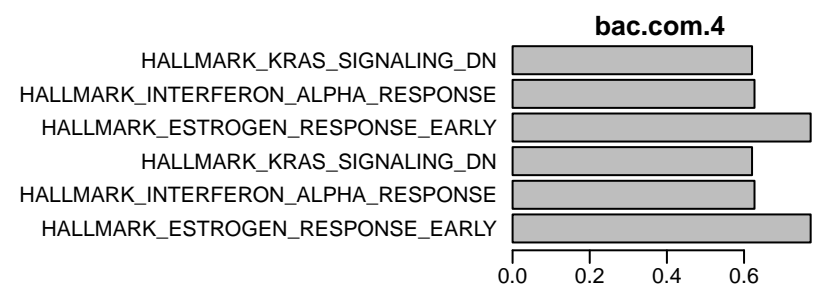 bac.com.4
HALLMARK_KRAS_SIGNALING_DN
HALLMARK_INTERFERON_ALPHA_RESPONSE
HALLMARK_ESTROGEN_RESPONSE_EARLY
HALLMARK_KRAS_SIGNALING_DN
HALLMARK_INTERFERON_ALPHA_RESPONSE
HALLMARK_ESTROGEN_RESPONSE_EARLY
0.0 0.2 0.4 0.6